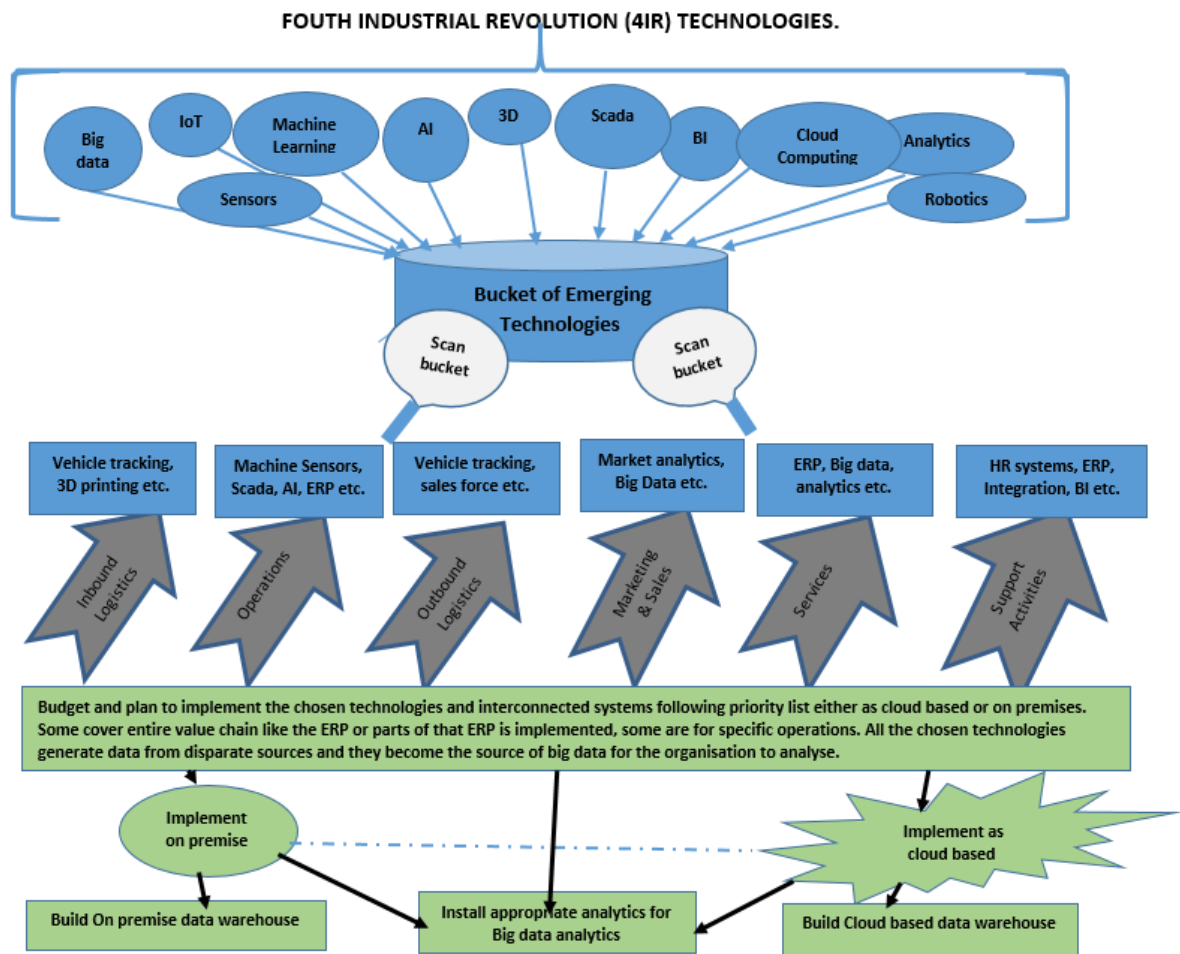 FOUTH INDUSTRIAL REVOLUTION (4IR) TECHNOLOGIES.
Big
data
IoT
Machine
Learning
AI
3D
Scada
BI
Cloud
Computing
Analytics
Sensors
Robotics
Bucket of Emerging
Technologies
Scan
bucket
Scan
bucket
Vehicle tracking,
3D printing etc.
Machine Sensors,
Scada, AI, ERP etc.
Vehicle tracking,
sales force etc.
Market analytics,
Big Data etc.
ERP, Big data,
analytics etc.
HR systems, ERP,
Integration, BI etc.
Inbound
Logistics
Operations
Outbound
Logistics
Marketing
& Sales
Services
Support
Activities
Budget and plan to implement the chosen technologies and interconnected systems following priority list either as cloud based or on premises.
Some cover entire value chain like the ERP or parts of that ERP is implemented, some are for specific operations. All the chosen technologies
generate data from disparate sources and they become the source of big data for the organisation to analyse.
Implement
on premise
Implement as
cloud based
Build On premise data warehouse
Install appropriate analytics for
Big data analytics
Build Cloud based data warehouse